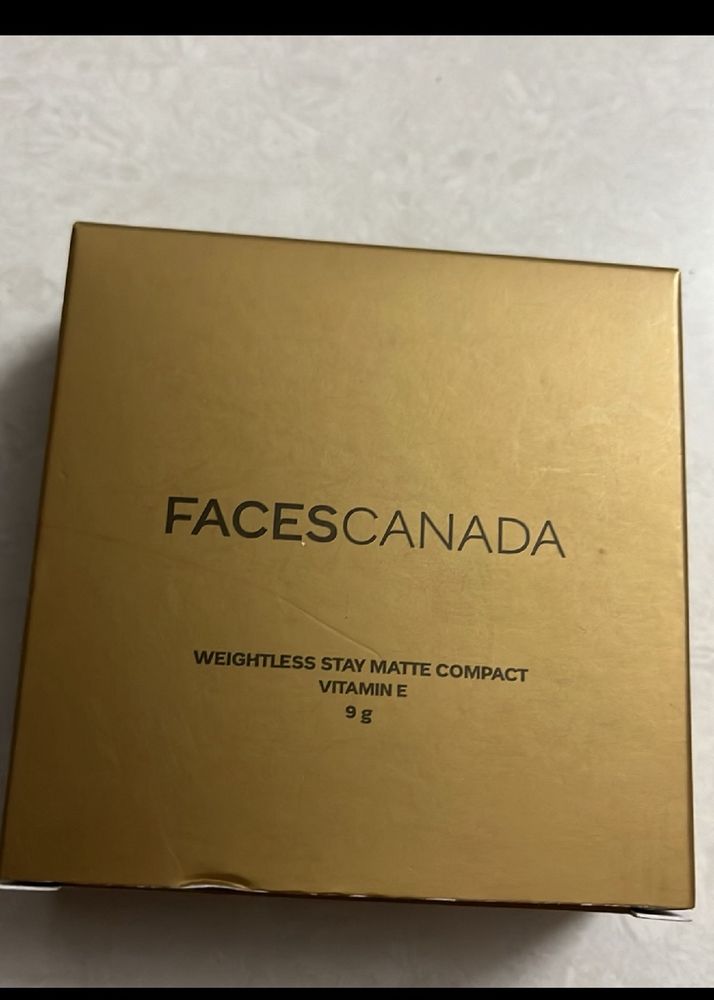 FACESCANADA
WEIGHTLESS STAY MATTE COMPACT
VITAMIN E
9 g